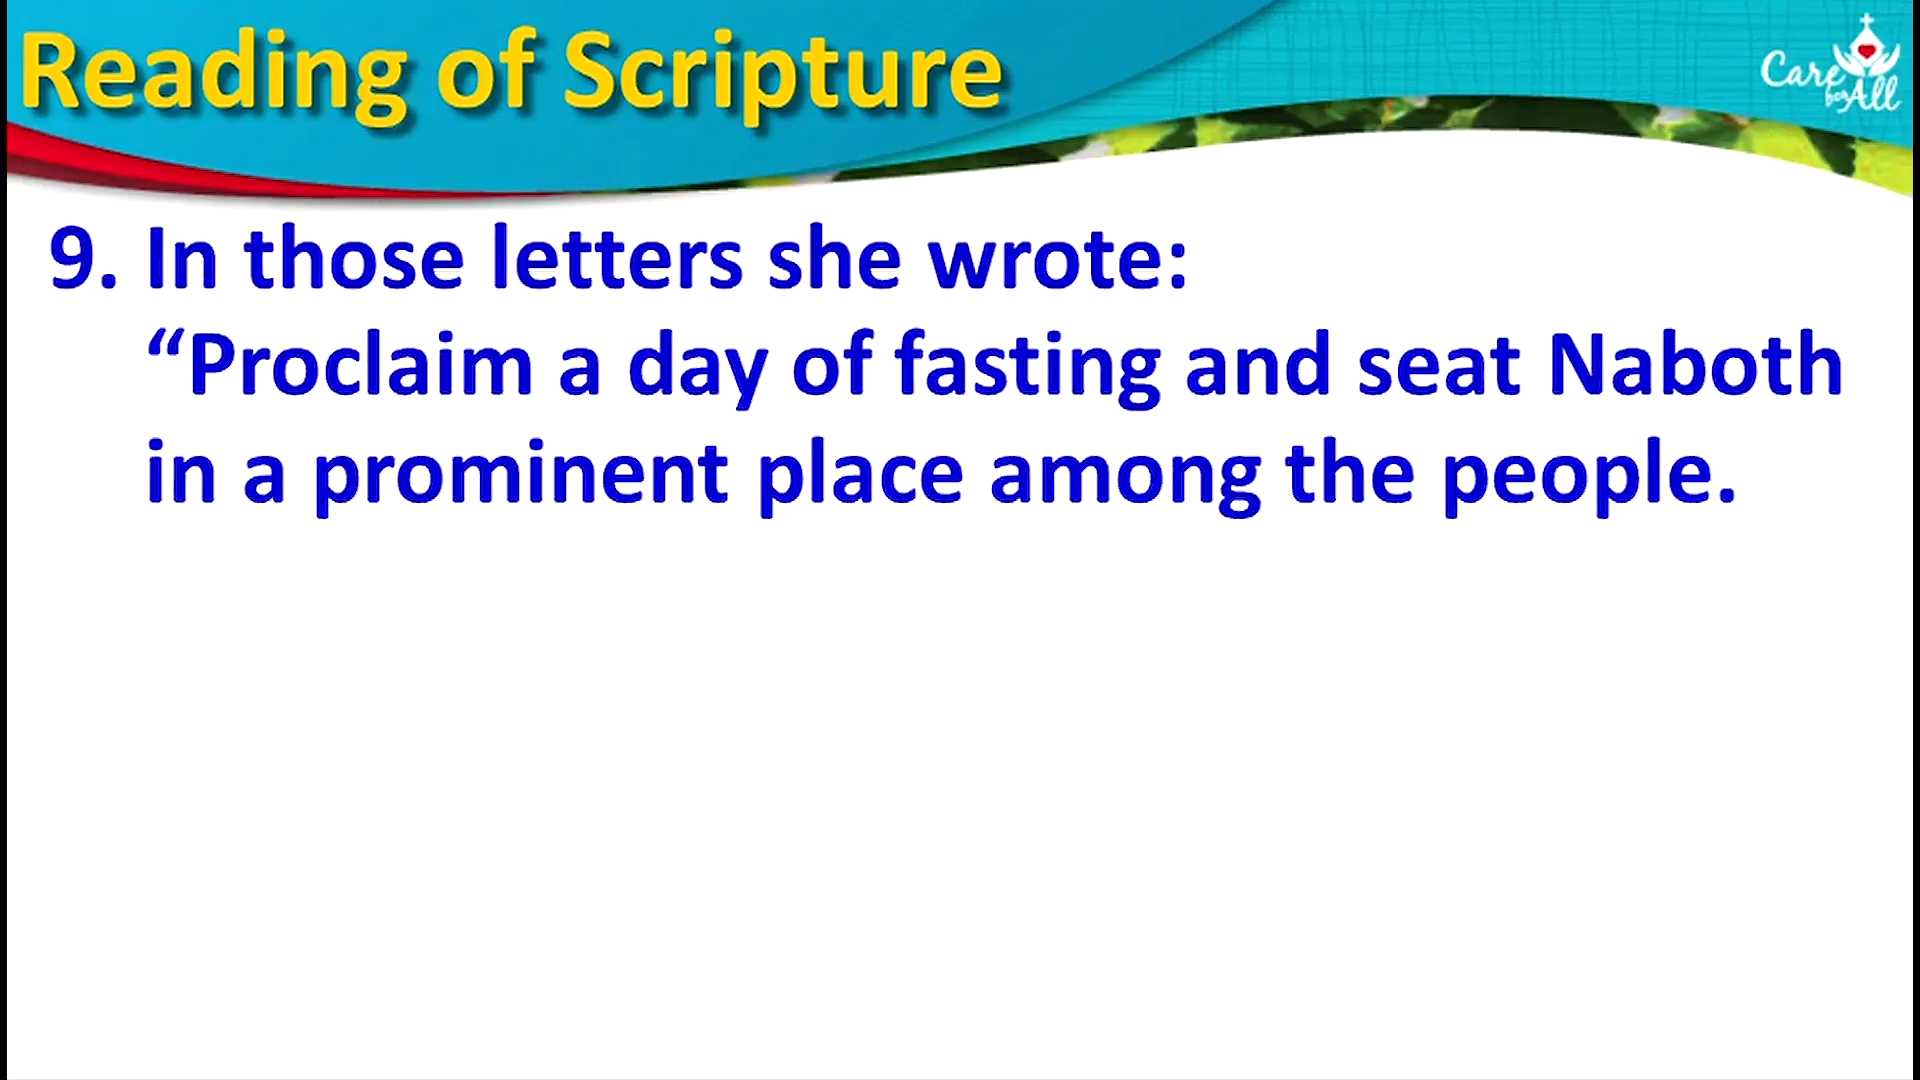 Reading of Scripture
Care
for All
9. In those letters she wrote:
“Proclaim a day of fasting and seat Naboth
in a prominent place among the people.